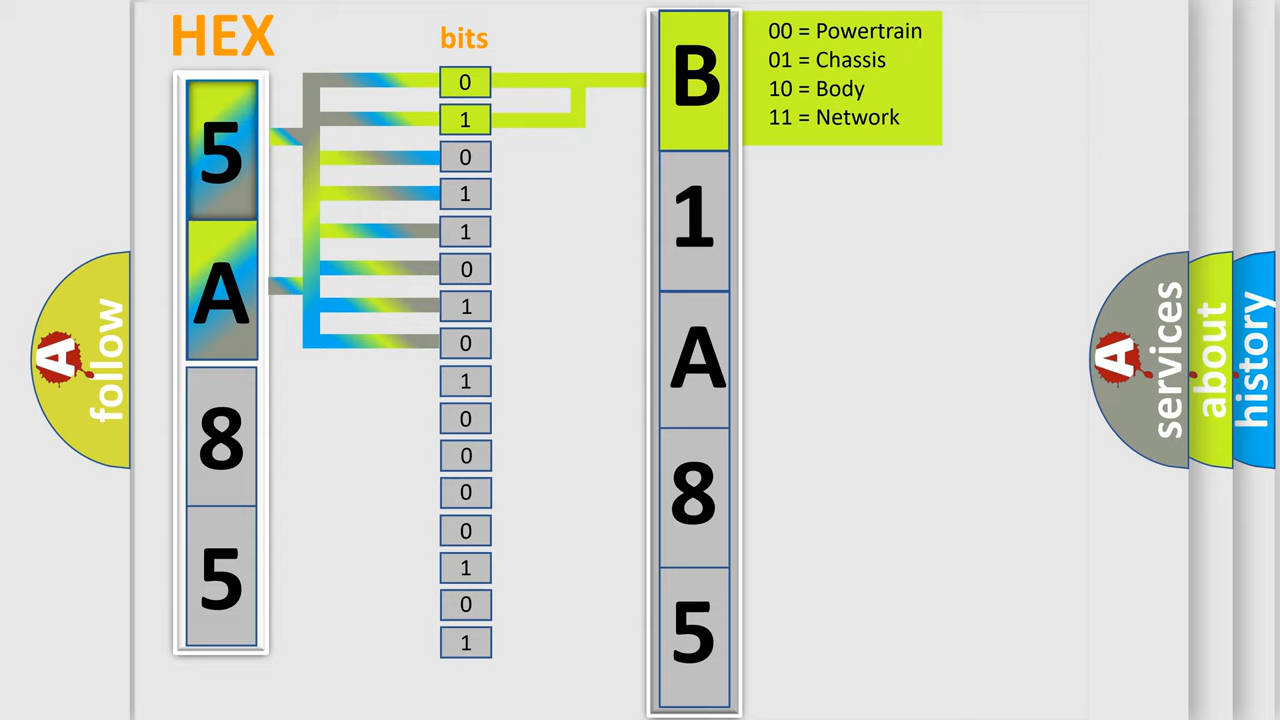 HEX
bits
5
A
8
5
0
1
0
1
1
0
1
0
1
0
0
0
0
1
0
1
B
1
A
8
5
00 = Powertrain
01 = Chassis
10 = Body
11 = Network
A
follow
A
services
about
history